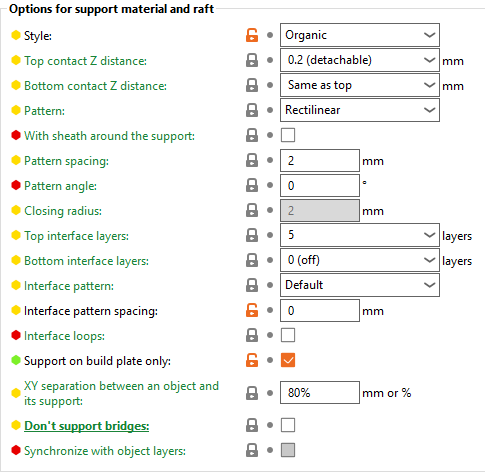 Options for support material and raft
Style: Organic
Top contact Z distance: 0.2 (detachable) mm
Bottom contact Z distance: Same as top mm
Pattern: Rectilinear
With sheath around the support:
Pattern spacing: 2 mm
Pattern angle: 0 °
Closing radius: 2 mm
Top interface layers: 5 layers
Bottom interface layers: 0 (off) layers
Interface pattern: Default
Interface pattern spacing: 0 mm
Interface loops:
Support on build plate only:
XY separation between an object and
its support: 80% mm or %
Don't support bridges:
Synchronize with object layers: